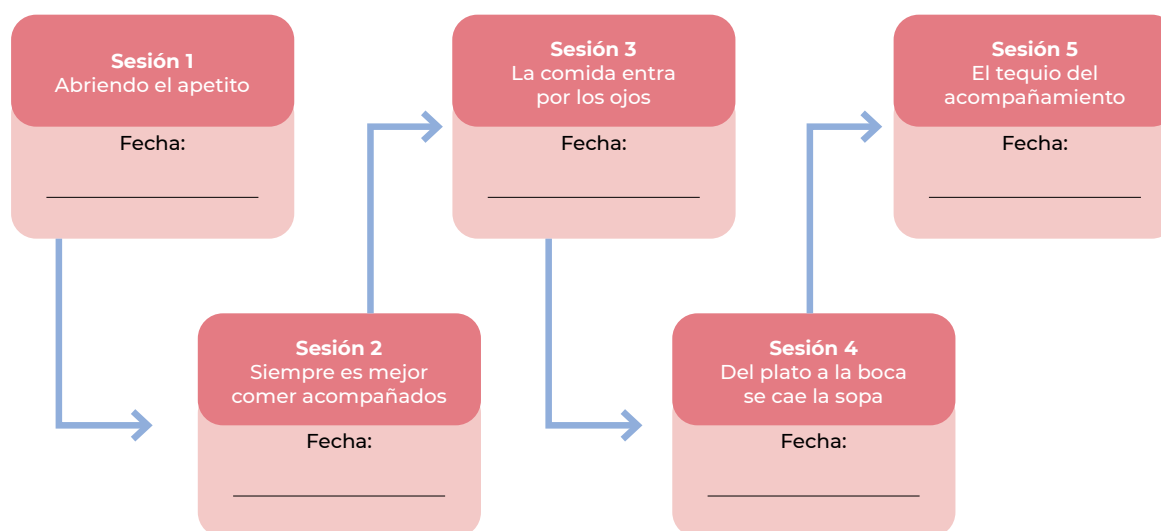 Sesión 1
Abriendo el apetito
Fecha:
Sesión 2
Siempre es mejor
comer acompañados
Fecha:
Sesión 3
La comida entra
por los ojos
Fecha:
Sesión 4
Del plato a la boca
se cae la sopa
Fecha:
Sesión 5
El tequio del
acompañamiento
Fecha: